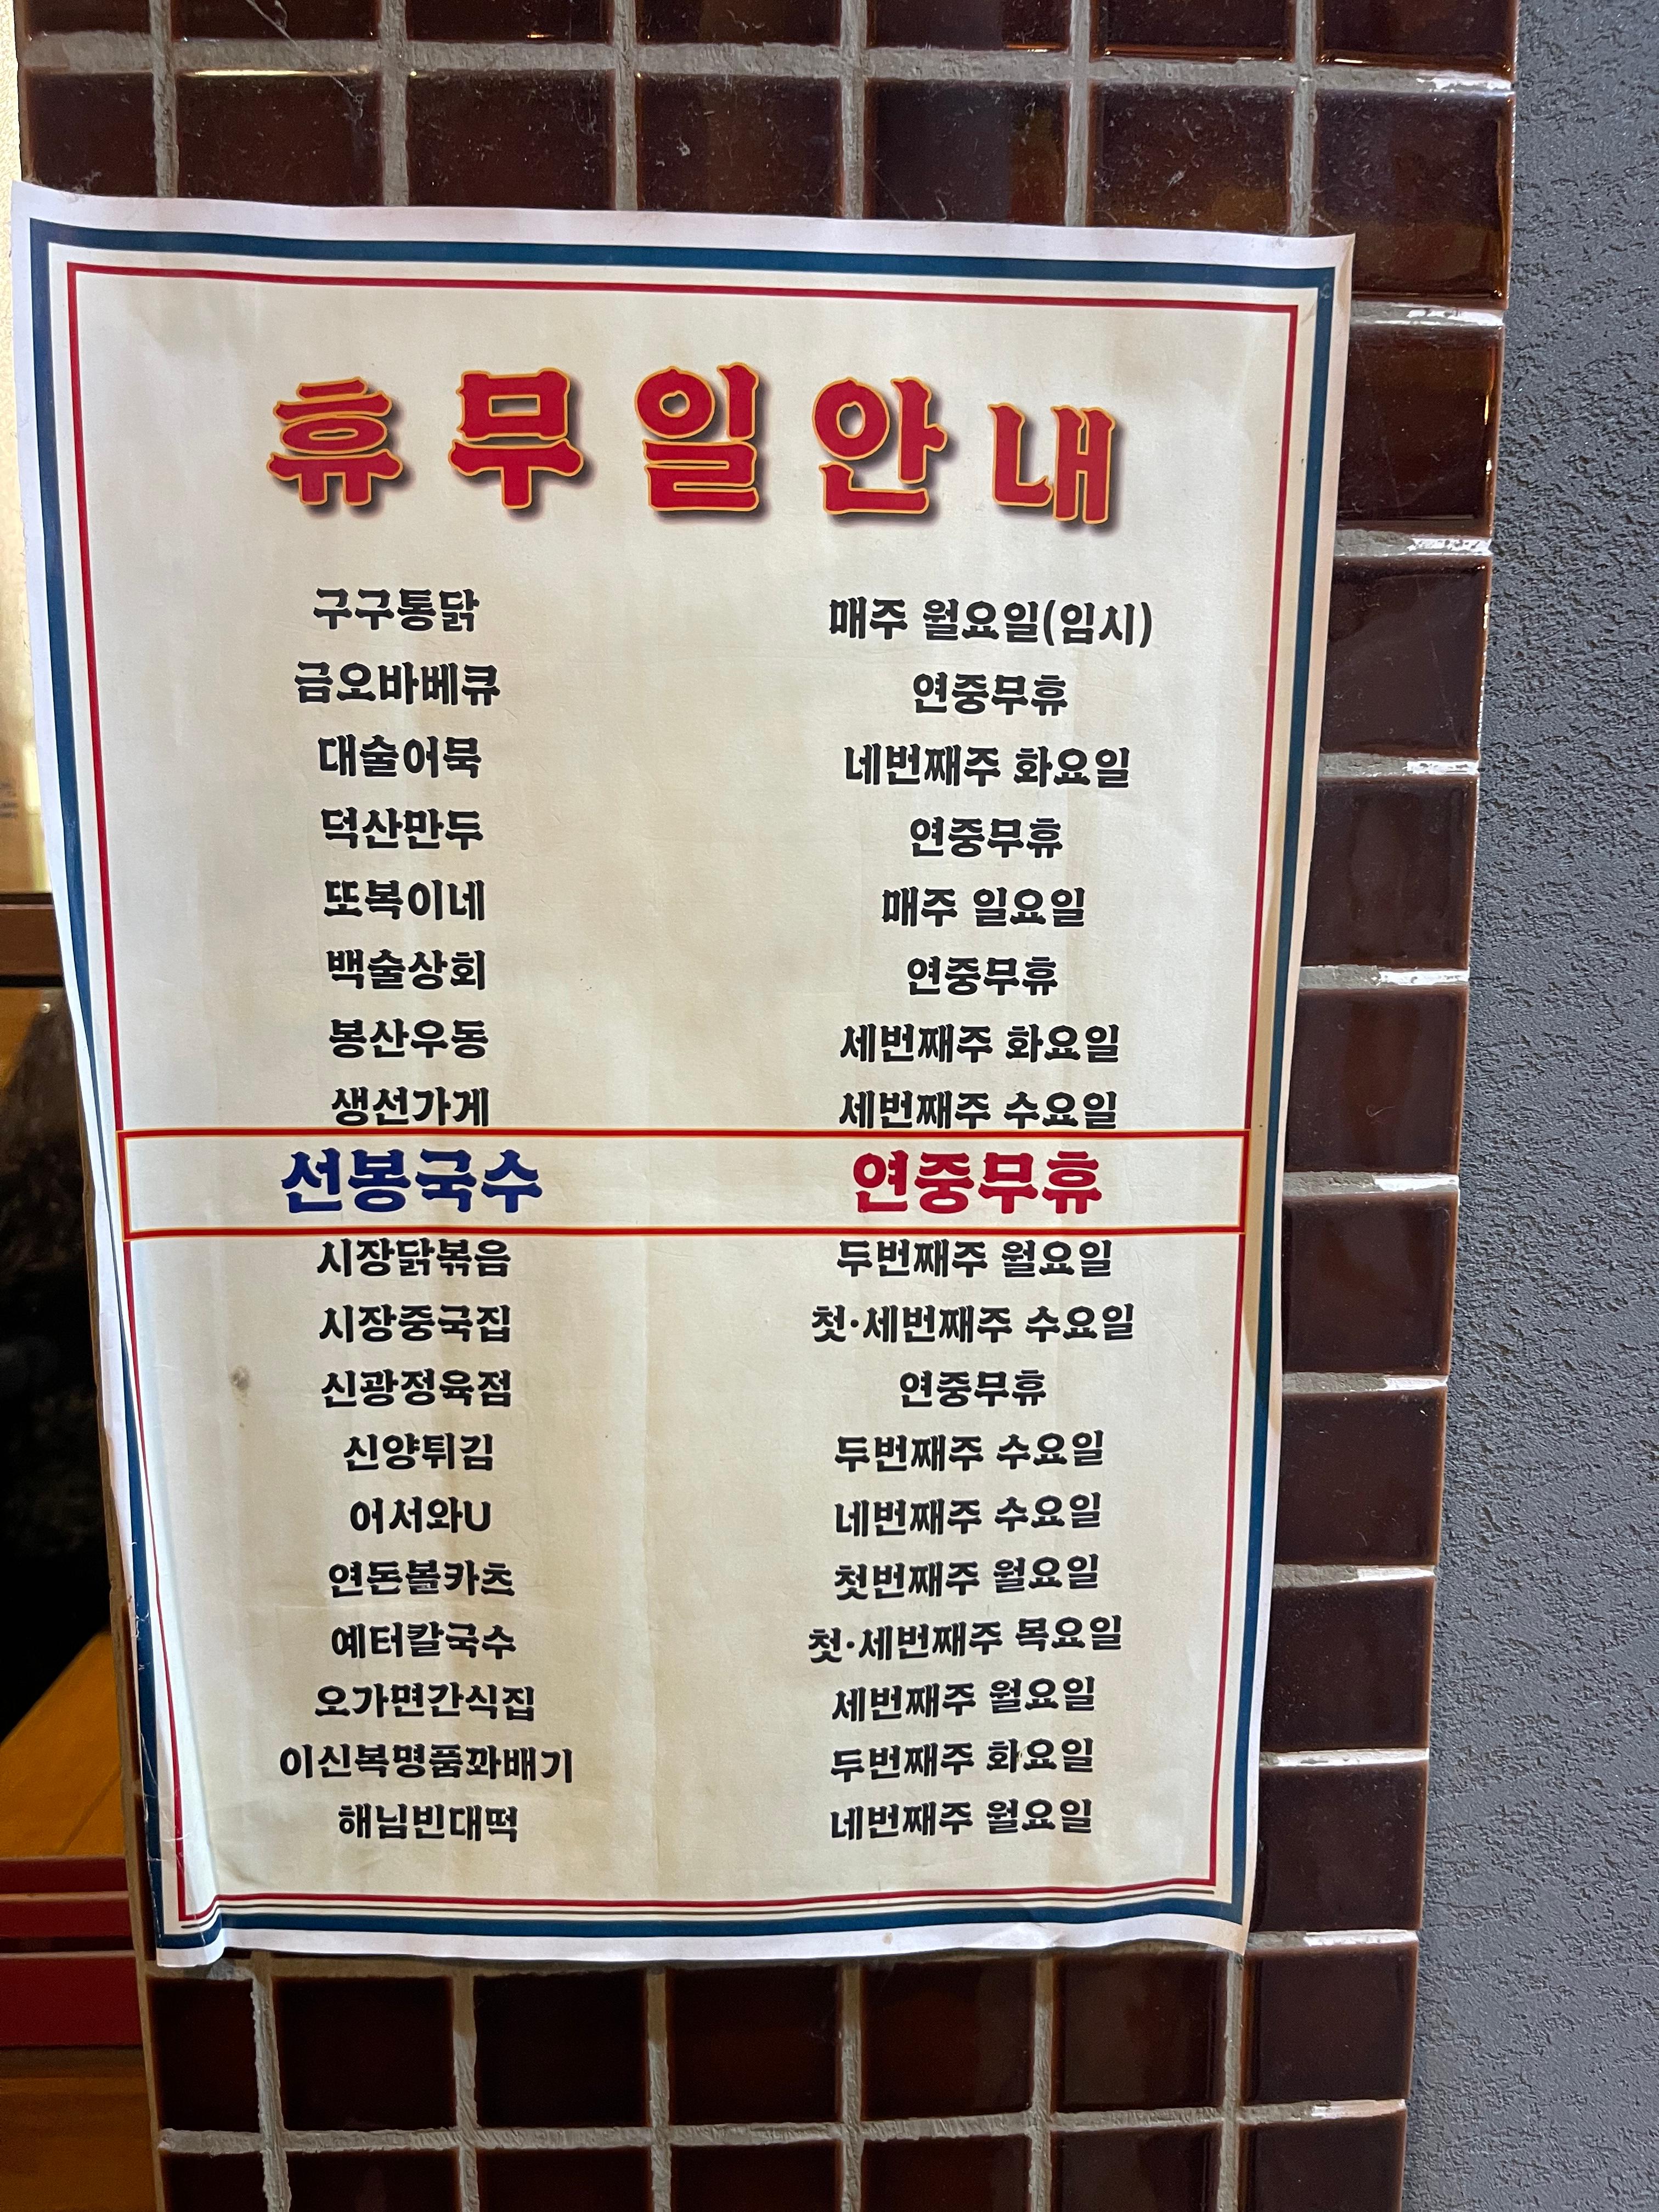 휴무일안내
구구통닭 매주 월요일(임시)
금오바베큐 연중무휴
대술어묵 네번째주 화요일
덕산만두 연중무휴
또복이네 매주 일요일
백술상회 연중무휴
봉산우동 세번째주 화요일
생선가게 세번째주 수요일
선봉국수 연중무휴
시장닭볶음 두번째주 월요일
시장중국집 첫·세번째주 수요일
신광정육점 연중무휴
신양튀김 두번째주 수요일
어서와U 네번째주 수요일
연돈볼카츠 첫번째주 월요일
예터칼국수 첫·세번째주 목요일
오가면간식집 세번째주 월요일
이신복명품꽈배기 두번째주 화요일
해님빈대떡 네번째주 월요일